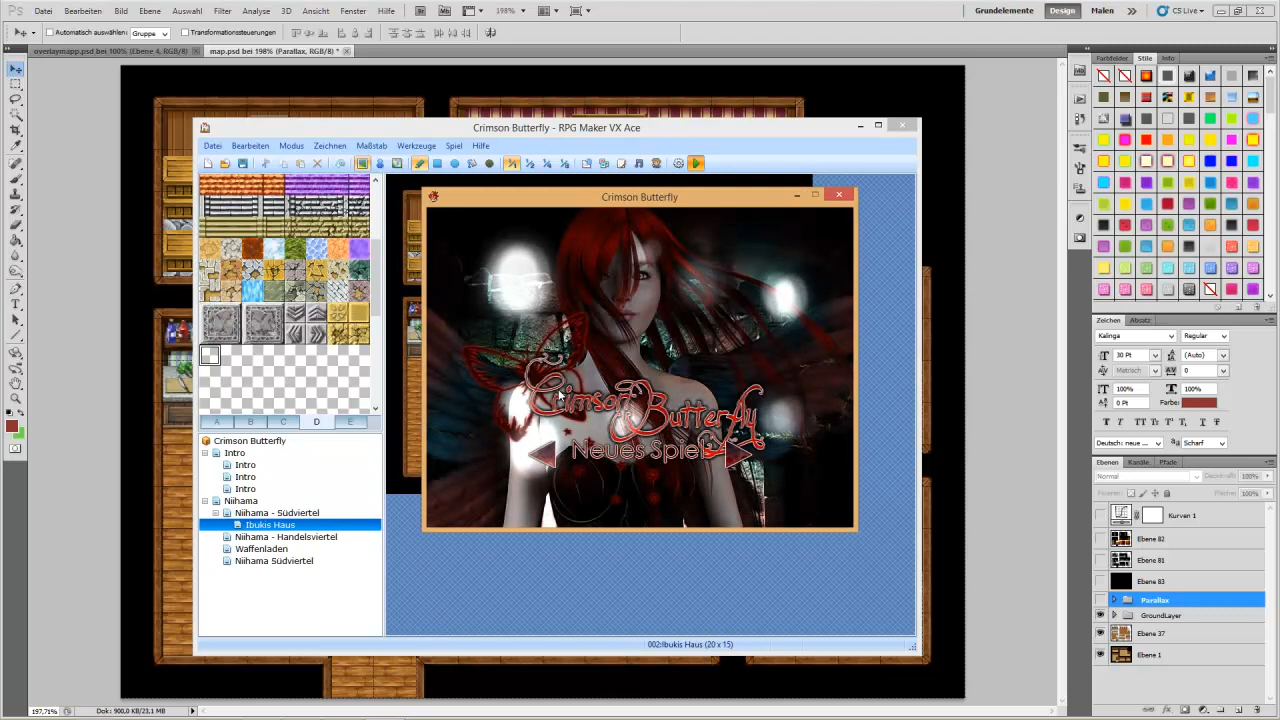 Ps Datei Bearbeiten Bild Ebene Auswahl Filter Analyse 3D Ansicht Fenster Hilfe Br Mb 198% Grundelemente Design Malen CS Live
Automatisch auswählen: Gruppe Transformationssteuerungen
overlaymapp.psd bei 100% (Ebene 4, RGB/8) map.psd bei 198% (Parallax, RGB/8) *
Farbfelder Stile Info
Crimson Butterfly - RPG Maker VX Ace
Datei Bearbeiten Modus Zeichnen Maßstab Werkzeuge Spiel Hilfe
Crimson Butterfly
Crimson Butterfly
Neues Spiel
A B C D E
Crimson Butterfly
Intro
Intro
Intro
Intro
Niihama
Niihama - Südviertel
Ibukis Haus
Niihama - Handelsviertel
Waffenladen
Niihama Südviertel
002:Ibukis Haus (20 x 15)
Zeichen Absatz
Kalinga Regular
30 Pt (Auto)
Metrisch 0
100% 100%
0 Pt Farbe:
Deutsch: neue ... Scharf
Ebenen Kanäle Pfade
Normal Deckkraft: 100%
Fixieren: Fläche: 100%
Kurven 1
Ebene 82
Ebene 81
Ebene 83
Parallax
GroundLayer
Ebene 37
Ebene 1
197,71% Dok: 900,0 KB/23,1 MB